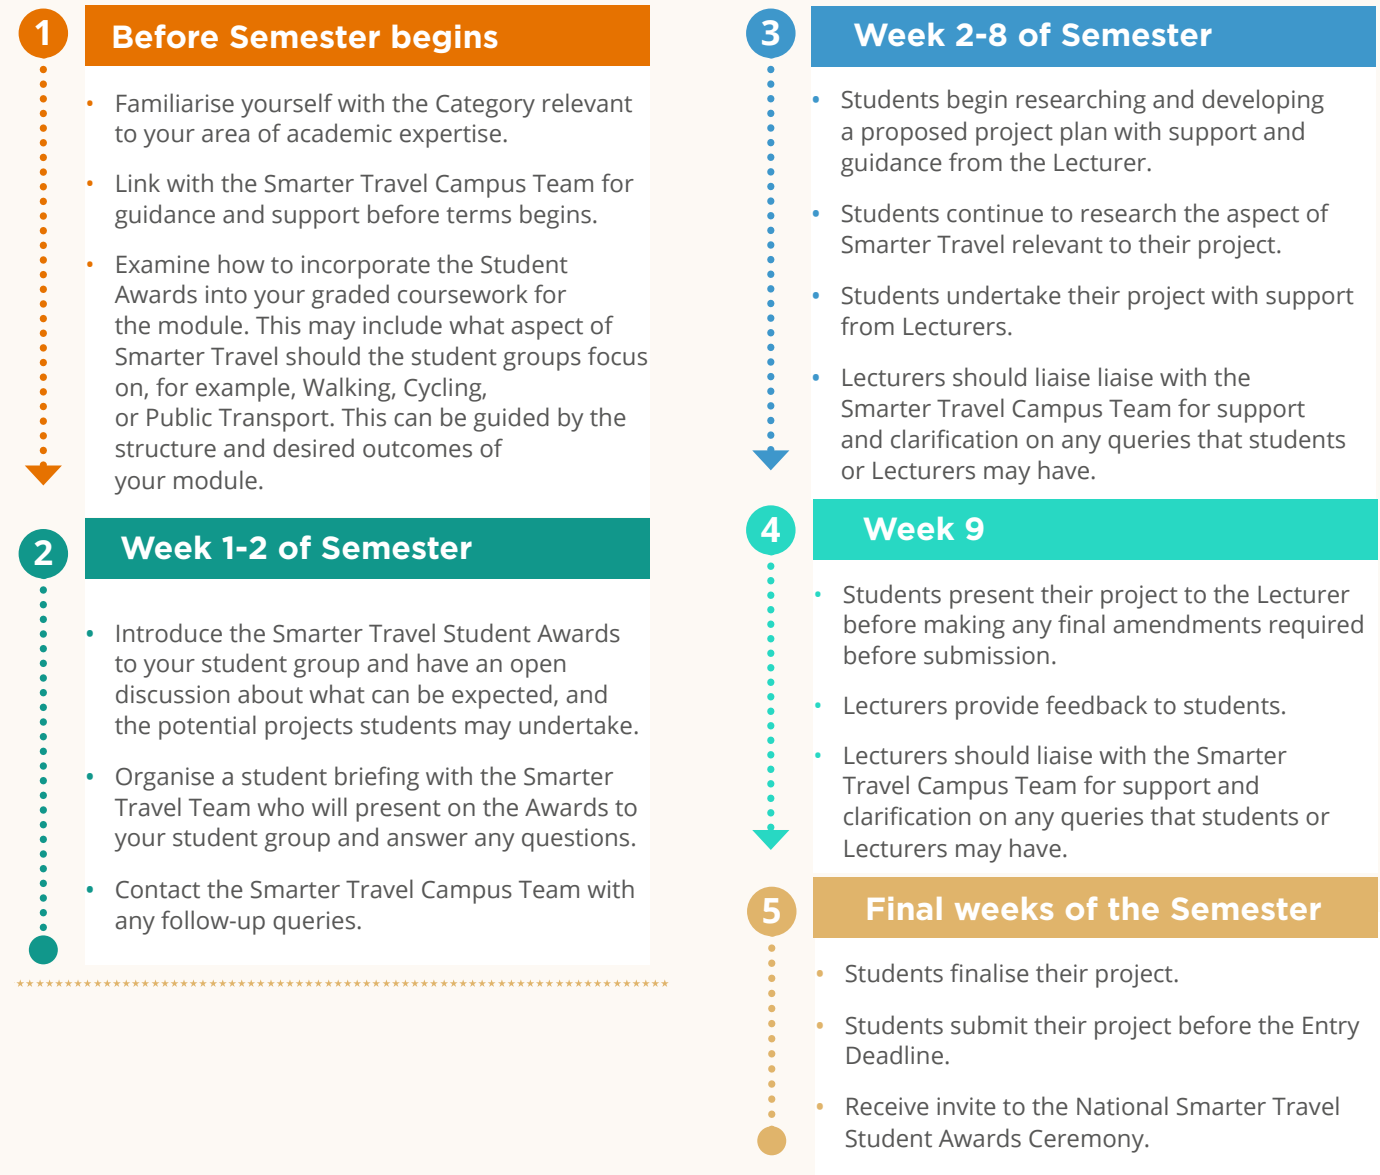 1
Before Semester begins
• Familiarise yourself with the Category relevant
to your area of academic expertise.
• Link with the Smarter Travel Campus Team for
guidance and support before terms begins.
• Examine how to incorporate the Student
Awards into your graded coursework for
the module. This may include what aspect of
Smarter Travel should the student groups focus
on, for example, Walking, Cycling,
or Public Transport. This can be guided by the
structure and desired outcomes of
your module.
2
Week 1-2 of Semester
• Introduce the Smarter Travel Student Awards
to your student group and have an open
discussion about what can be expected, and
the potential projects students may undertake.
• Organise a student briefing with the Smarter
Travel Team who will present on the Awards to
your student group and answer any questions.
• Contact the Smarter Travel Campus Team with
any follow-up queries.
3
Week 2-8 of Semester
• Students begin researching and developing
a proposed project plan with support and
guidance from the Lecturer.
• Students continue to research the aspect of
Smarter Travel relevant to their project.
• Students undertake their project with support
from Lecturers.
• Lecturers should liaise liaise with the
Smarter Travel Campus Team for support
and clarification on any queries that students
or Lecturers may have.
4
Week 9
• Students present their project to the Lecturer
before making any final amendments required
before submission.
• Lecturers provide feedback to students.
• Lecturers should liaise with the Smarter
Travel Campus Team for support and
clarification on any queries that students or
Lecturers may have.
5
Final weeks of the Semester
• Students finalise their project.
• Students submit their project before the Entry
Deadline.
• Receive invite to the National Smarter Travel
Student Awards Ceremony.